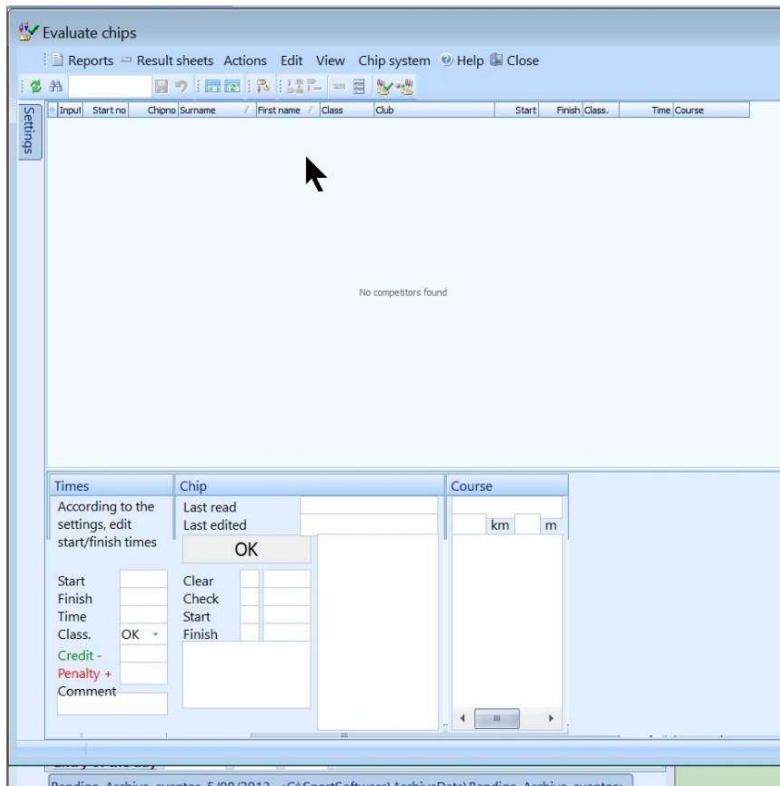 Evaluate chips
Reports Result sheets Actions Edit View Chip system Help Close
Settings
Input Start no Chipno Surname / First name / Class Club Start Finish Class. Time Course
No competitors found
Times Chip Course
According to the settings, edit start/finish times
Last read
Last edited
km m
OK
Start
Finish
Time
Class. OK
Credit -
Penalty +
Comment
Clear
Check
Start
Finish